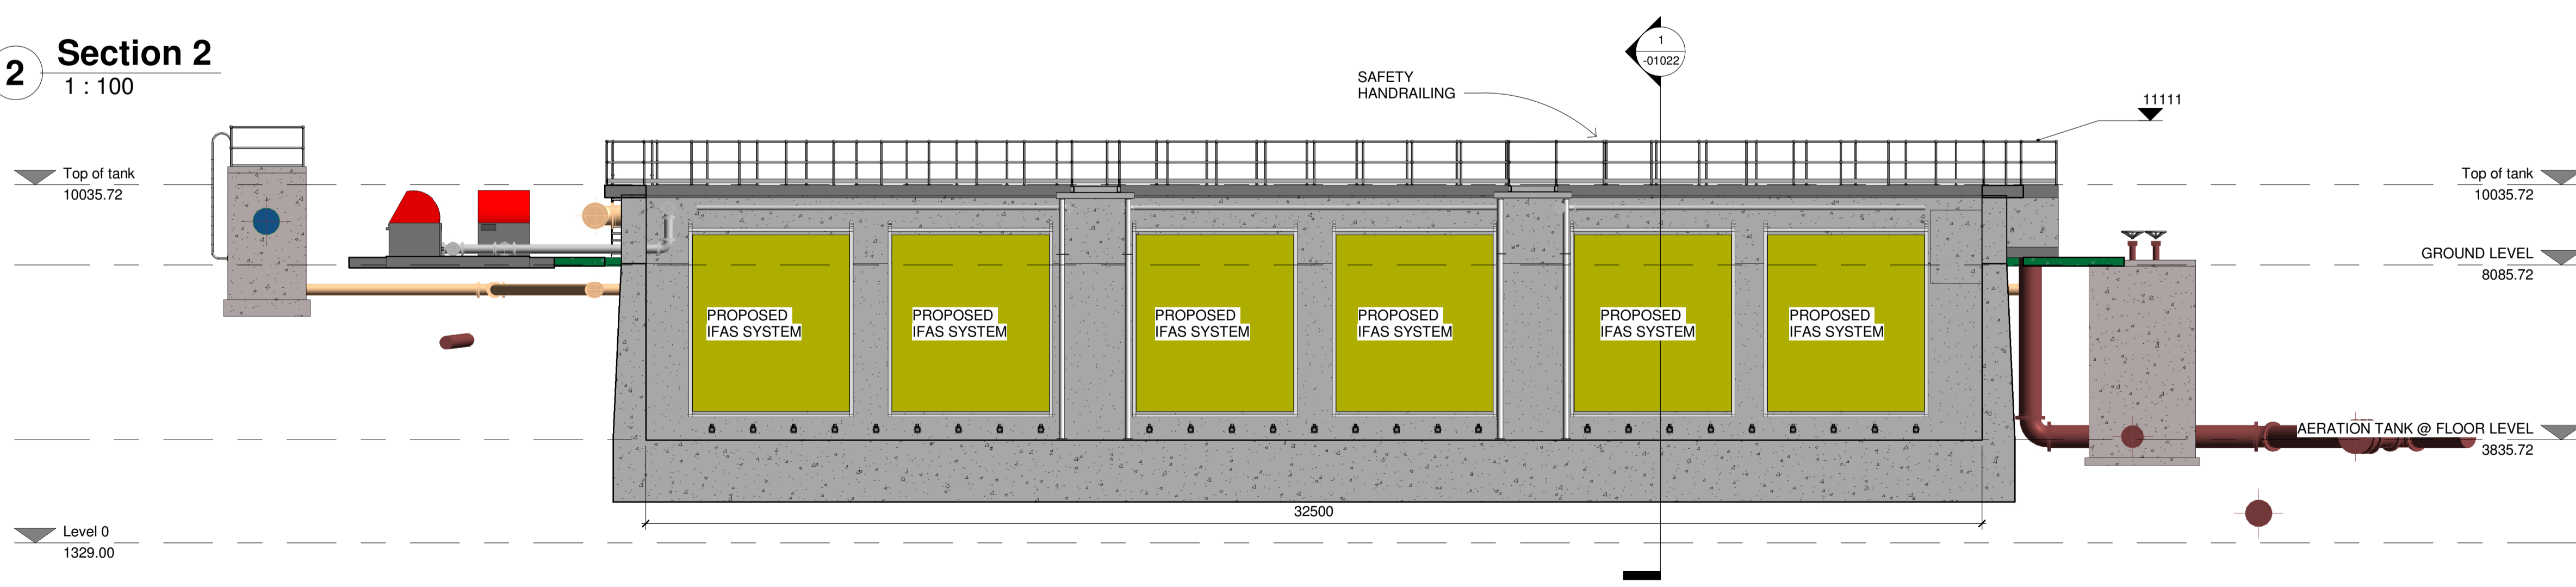 2
Section 2
1 : 100
SAFETY
HANDRAILING
1
-01022
11111
Top of tank
10035.72
Top of tank
10035.72
GROUND LEVEL
8085.72
PROPOSED
IFAS SYSTEM
PROPOSED
IFAS SYSTEM
PROPOSED
IFAS SYSTEM
PROPOSED
IFAS SYSTEM
PROPOSED
IFAS SYSTEM
PROPOSED
IFAS SYSTEM
AERATION TANK @ FLOOR LEVEL
3835.72
32500
Level 0
1329.00